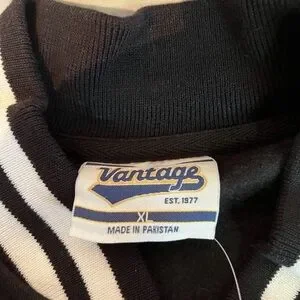 Vantage
EST. 1977
XL
MADE IN PAKISTAN